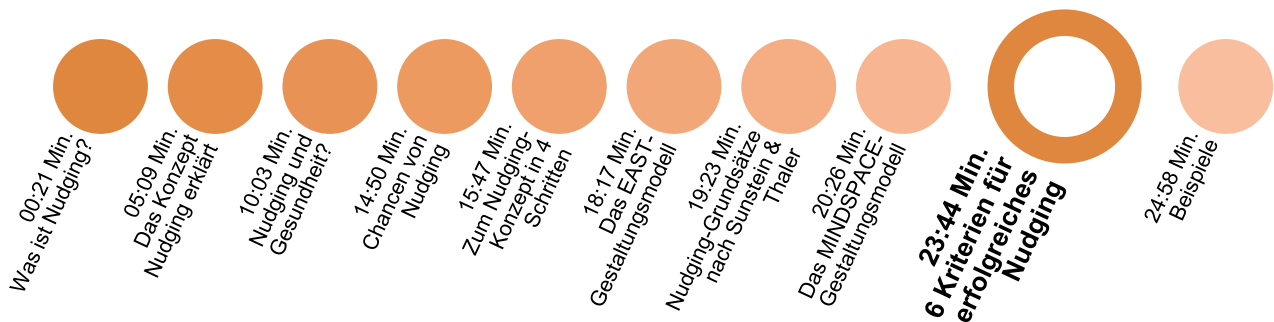 00:21 Min.
Was ist Nudging?
05:09 Min.
Das Konzept
Nudging erklärt
10:03 Min.
Nudging und
Gesundheit?
14:50 Min.
Chancen von
Nudging
15:47 Min.
Zum Nudging-
Konzept in 4
Schritten
18:17 Min.
Das EAST-
Gestaltungsmodell
19:23 Min.
Nudging-Grundsätze
nach Sunstein &
Thaler
20:26 Min.
Das MINDSPACE-
Gestaltungsmodell
23:44 Min.
6 Kriterien für
erfolgreiches
Nudging
24:58 Min.
Beispiele